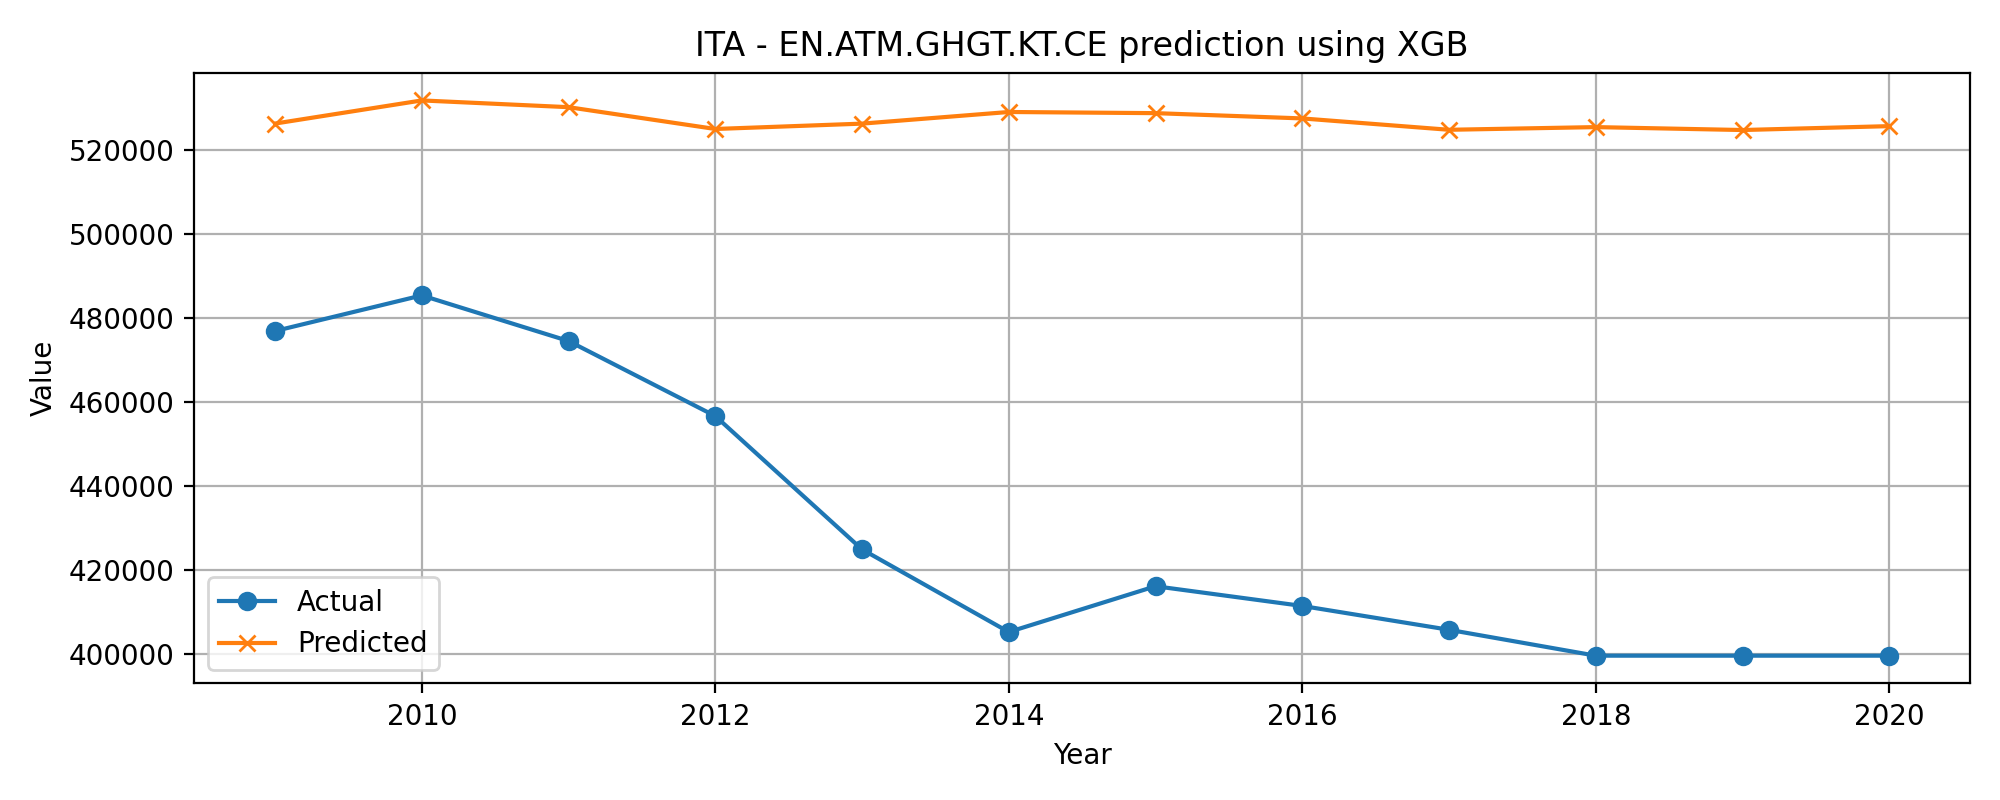 ITA - EN.ATM.GHGT.KT.CE prediction using XGB
520000
500000
480000
460000
440000
420000
400000
Value
Actual
Predicted
2010 2012 2014 2016 2018 2020
Year